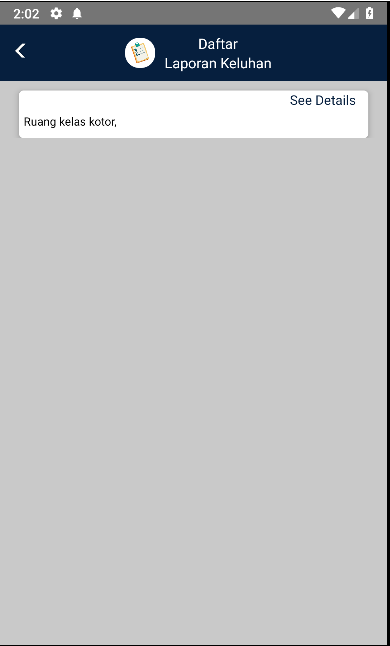 2:02
Daftar
Laporan Keluhan
See Details
Ruang kelas kotor,